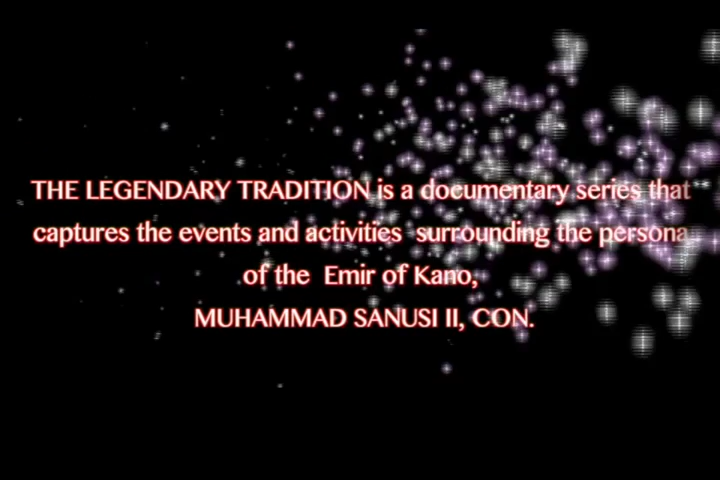 THE LEGENDARY TRADITION is a documentary series that
captures the events and activities surrounding the persona
of the Emir of Kano,
MUHAMMAD SANUSI II, CON.